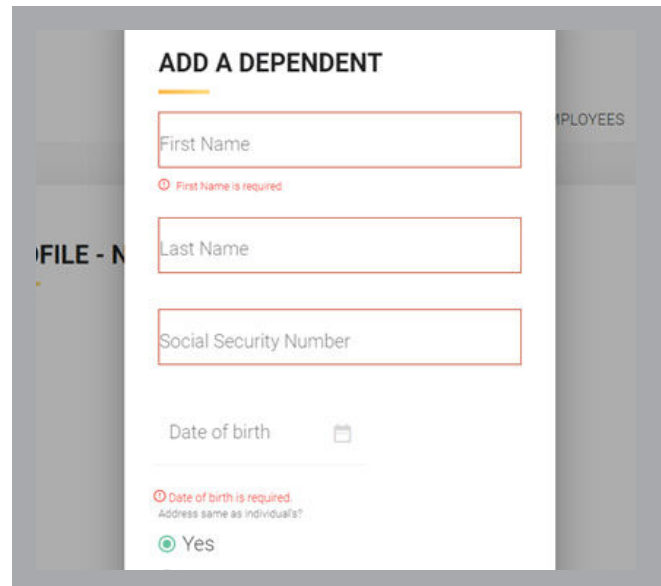 ADD A DEPENDENT
MPLOYEES
First Name
First Name is required
OFILE - N
Last Name
Social Security Number
Date of birth
Date of birth is required.
Address same as individual's?
Yes